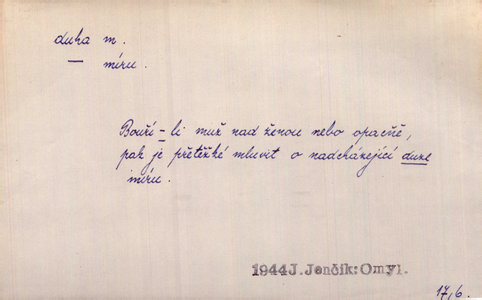 duha m.
— míru.
Bouří-li muž nad ženou nebo opačně,
pak je přetěžké mluvit o nadcházející duze
míru.
1944 J. Jenčík: Omyl.
17,6.